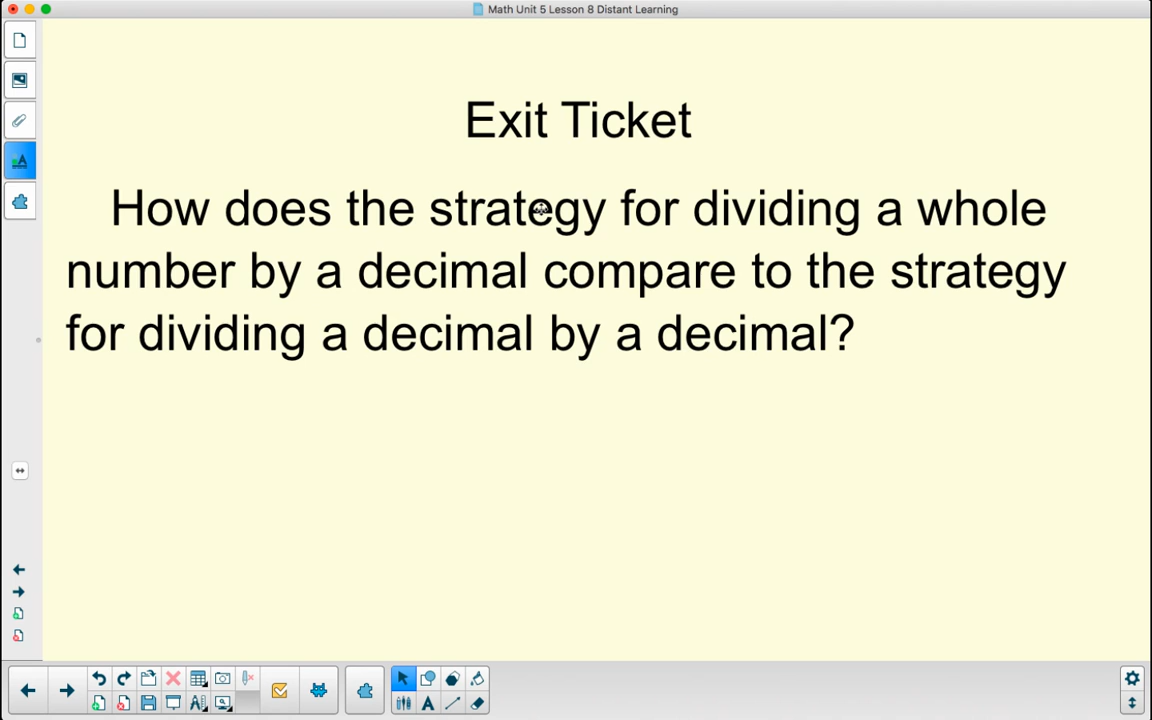 Math Unit 5 Lesson 8 Distant Learning
Exit Ticket
How does the strategy for dividing a whole
number by a decimal compare to the strategy
for dividing a decimal by a decimal?